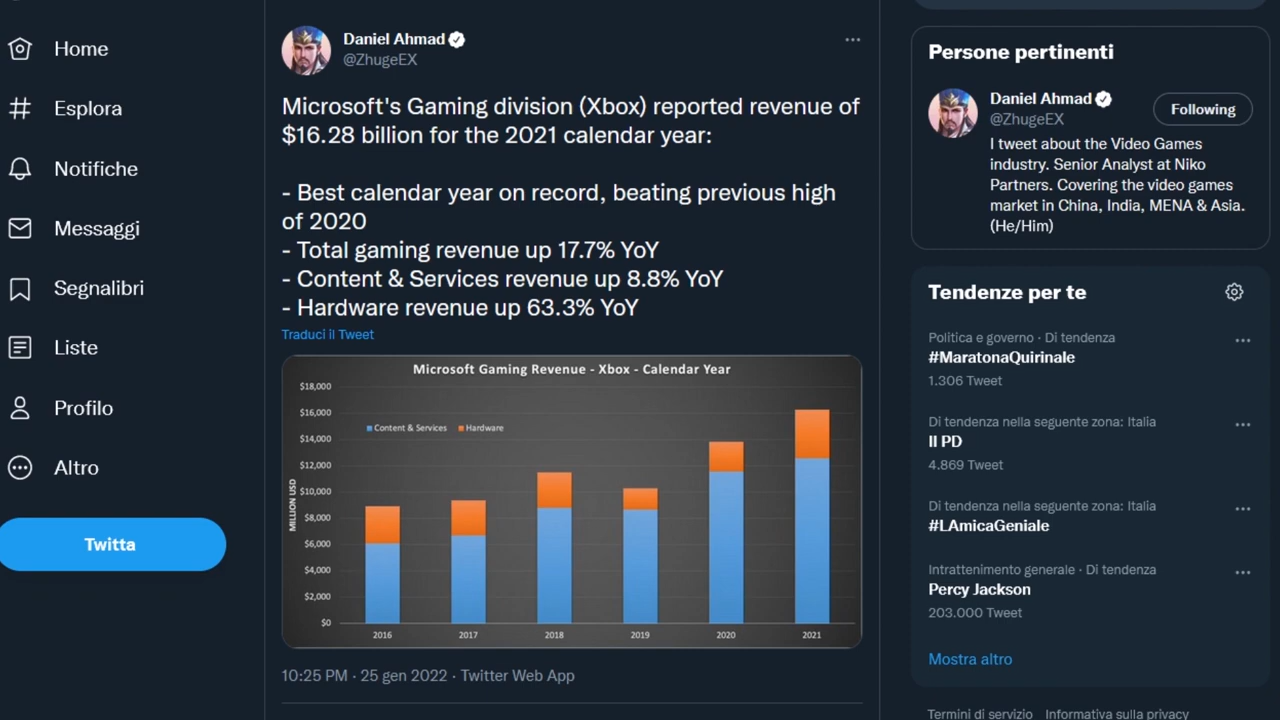 Home
Esplora
Notifiche
Messaggi
Segnalibri
Liste
Profilo
Altro
Twitta
Daniel Ahmad
@ZhugeEX
Microsoft's Gaming division (Xbox) reported revenue of
$16.28 billion for the 2021 calendar year:
- Best calendar year on record, beating previous high
of 2020
- Total gaming revenue up 17.7% YoY
- Content & Services revenue up 8.8% YoY
- Hardware revenue up 63.3% YoY
Traduci il Tweet
Microsoft Gaming Revenue - Xbox - Calendar Year
$18,000
$16,000
$14,000
$12,000
$10,000
$8,000
$6,000
$4,000
$2,000
$0
MILLION USD
Content & Services Hardware
2016 2017 2018 2019 2020 2021
10:25 PM · 25 gen 2022 · Twitter Web App
Persone pertinenti
Daniel Ahmad
@ZhugeEX
Following
I tweet about the Video Games
industry. Senior Analyst at Niko
Partners. Covering the video games
market in China, India, MENA & Asia.
(He/Him)
Tendenze per te
Politica e governo · Di tendenza
#MaratonaQuirinale
1.306 Tweet
Di tendenza nella seguente zona: Italia
Il PD
4.869 Tweet
Di tendenza nella seguente zona: Italia
#LAmicaGeniale
Intrattenimento generale · Di tendenza
Percy Jackson
203.000 Tweet
Mostra altro
Termini di servizio Informativa sulla privacy